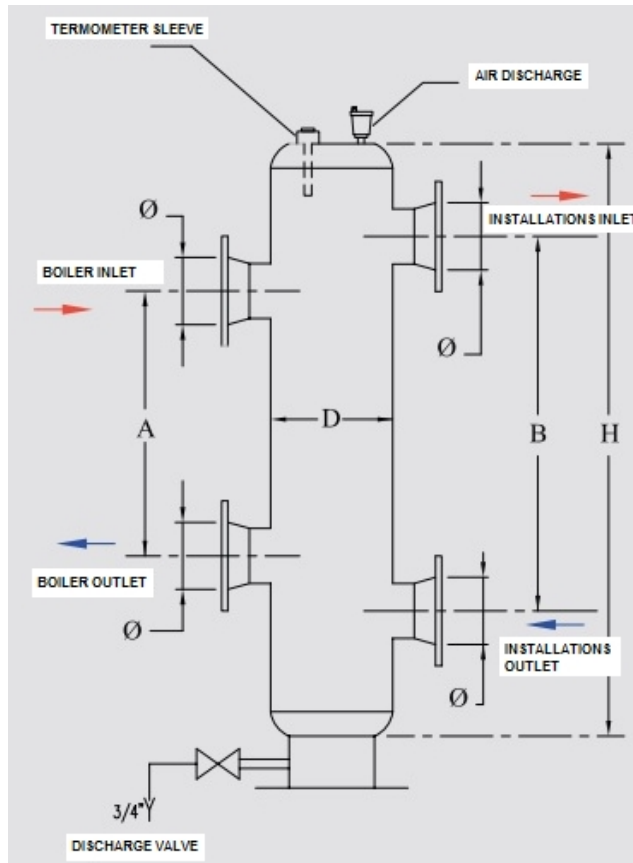 TERMOMETER SLEEVE
AIR DISCHARGE
Ø
INSTALLATIONS INLET
BOILER INLET
Ø
A
D
B
H
BOILER OUTLET
Ø
INSTALLATIONS
OUTLET
Ø
3/4"
DISCHARGE VALVE